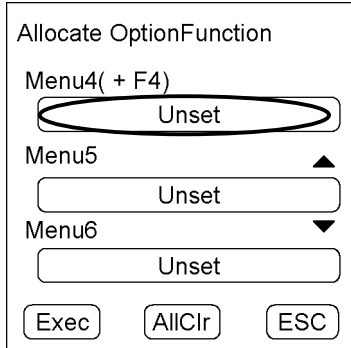 Allocate OptionFunction
Menu4( + F4)
Unset
Menu5
Unset
Menu6
Unset
Exec AllClr ESC